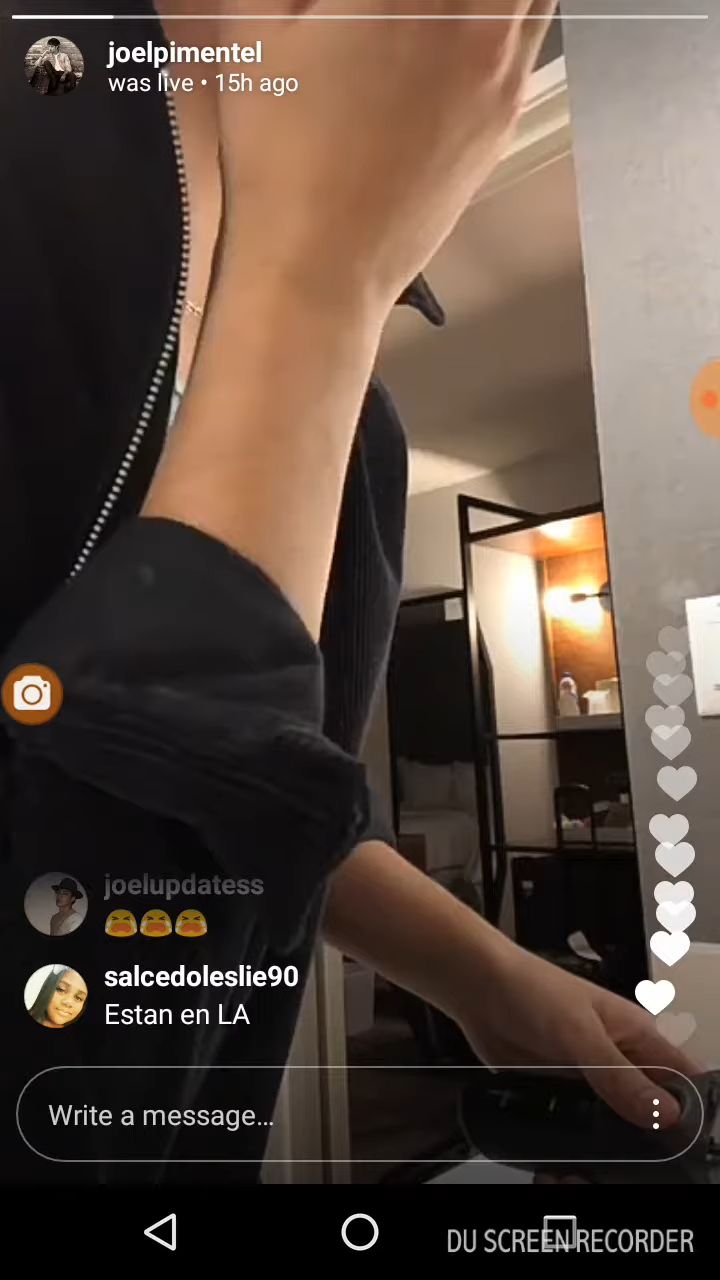 joelpimentel
was live • 15h ago
joelupdatess
😫😫😫
salcedoleslie90
Estan en LA
Write a message...
DU SCREEN RECORDER